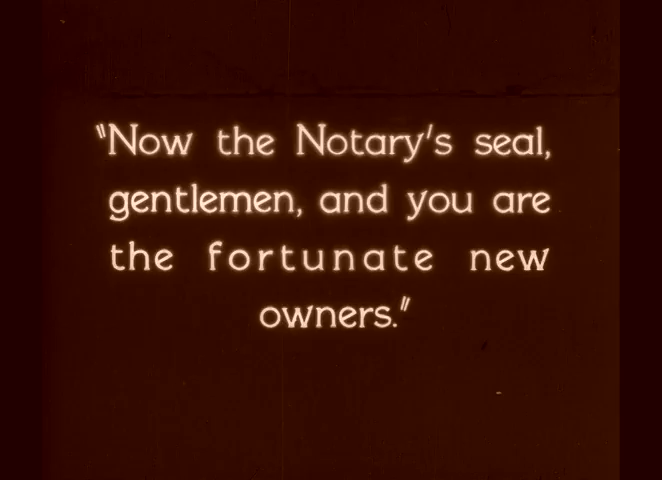 "Now the Notary's seal,
gentlemen, and you are
the fortunate new
owners."